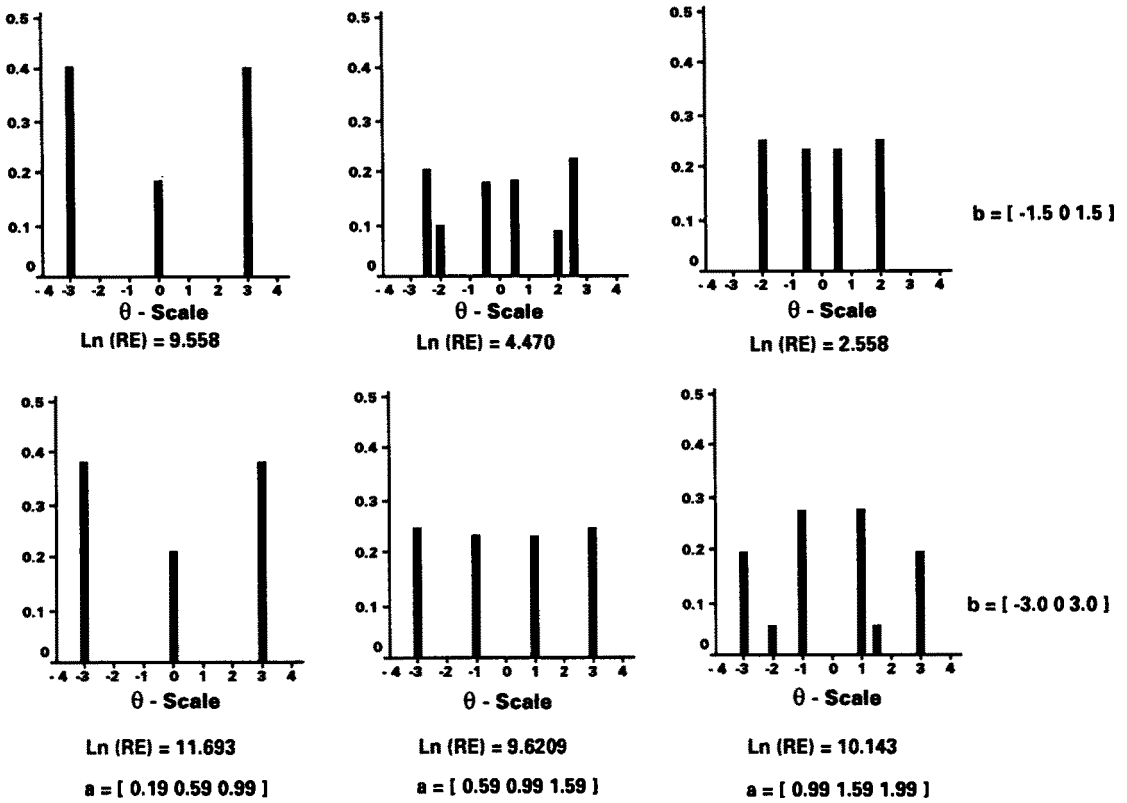 0.5
0.4
0.3
0.2
0.1
0
- 4 -3 -2 -1 0 1 2 3 4
θ - Scale
Ln (RE) = 9.558
0.5
0.4
0.3
0.2
0.1
0
- 4 -3 -2 -1 0 1 2 3 4
θ - Scale
Ln (RE) = 4.470
0.5
0.4
0.3
0.2
0.1
0
- 4 -3 -2 -1 0 1 2 3 4
θ - Scale
Ln (RE) = 2.558
b = [ -1.5 0 1.5 ]
0.5
0.4
0.3
0.2
0.1
0
- 4 -3 -2 -1 0 1 2 3 4
θ - Scale
Ln (RE) = 11.693
a = [ 0.19 0.59 0.99 ]
0.5
0.4
0.3
0.2
0.1
0
- 4 -3 -2 -1 0 1 2 3 4
θ - Scale
Ln (RE) = 9.6209
a = [ 0.59 0.99 1.59 ]
0.5
0.4
0.3
0.2
0.1
0
- 4 -3 -2 -1 0 1 2 3 4
θ - Scale
Ln (RE) = 10.143
a = [ 0.99 1.59 1.99 ]
b = [ -3.0 0 3.0 ]